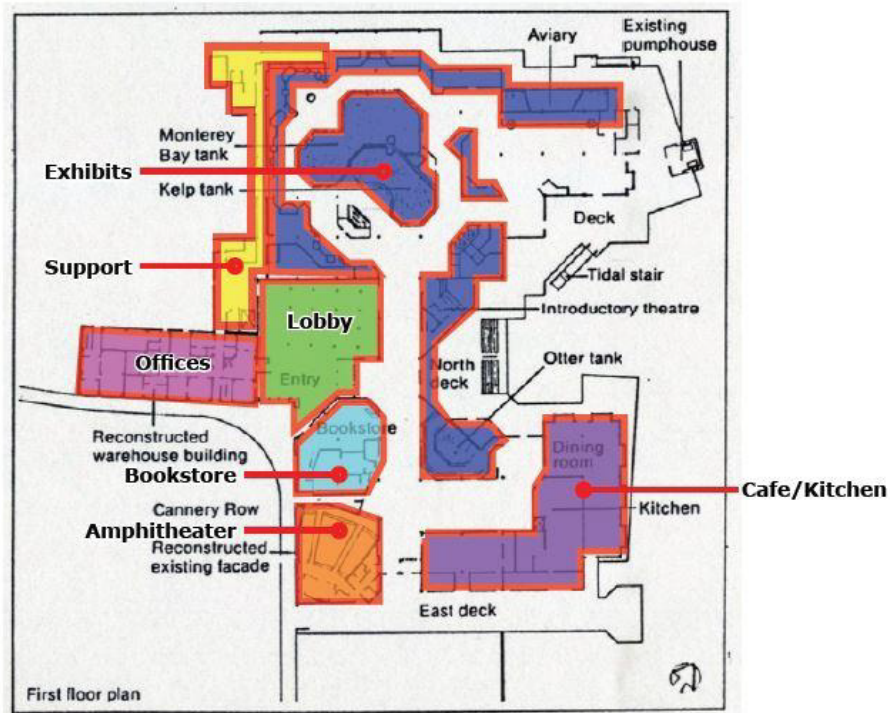 Existing
pumphouse
Aviary
Monterey
Bay tank
Exhibits
Kelp tank
Deck
Support
Tidal stair
Introductory theatre
Lobby
Offices
North
deck
Otter tank
Entry
Bookstore
Reconstructed
warehouse building
Dining
room
Bookstore
Cafe/Kitchen
Cannery Row
Kitchen
Amphitheater
Reconstructed
existing facade
East deck
First floor plan